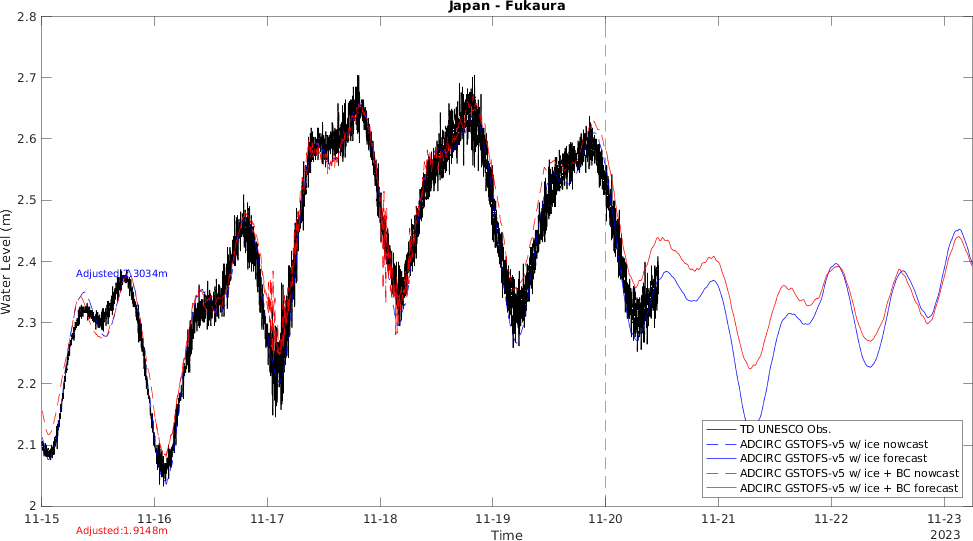 Japan - Fukaura
Water Level (m)
2.8
2.7
2.6
2.5
2.4
2.3
2.2
2.1
2
Adjusted:2.3034m
TD UNESCO Obs.
ADCIRC GSTOFS-v5 w/ ice nowcast
ADCIRC GSTOFS-v5 w/ ice forecast
ADCIRC GSTOFS-v5 w/ ice + BC nowcast
ADCIRC GSTOFS-v5 w/ ice + BC forecast
11-15 11-16 11-17 11-18 11-19 11-20 11-21 11-22 11-23
Adjusted:1.9148m
Time
2023